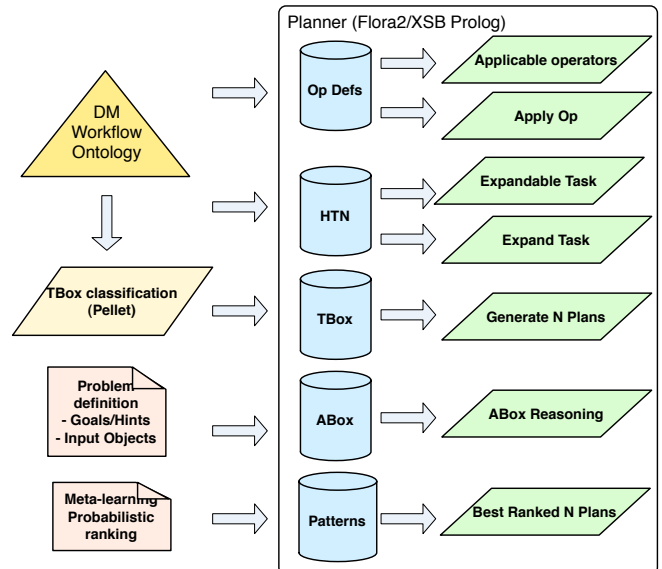 Planner (Flora2/XSB Prolog)
DM
Workflow
Ontology
Op Defs
Applicable operators
Apply Op
HTN
Expandable Task
Expand Task
TBox classification
(Pellet)
TBox
Generate N Plans
Problem
definition
- Goals/Hints
- Input Objects
ABox
ABox Reasoning
Meta-learning
Probabilistic
ranking
Patterns
Best Ranked N Plans